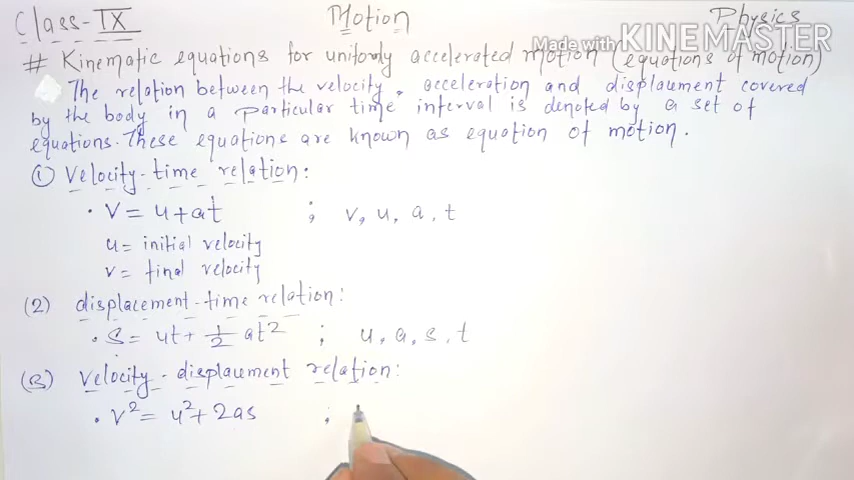 Class-IX
Motion
Physics
Made with KINEMASTER
# Kinematic equations for uniformly accelerated motion (equations of motion)
The relation between the velocity, acceleration and displacement covered
by the body in a particular time interval is denoted by a set of
equations. These equations are known as equation of motion.
① Velocity-time relation:
• v = u+at ; v, u, a, t
u = initial velocity
v = final velocity
(2) displacement-time relation:
• s = ut + 1/2 at² ; u, a, s, t
(3) velocity-displacement relation:
• v² = u² + 2as ;